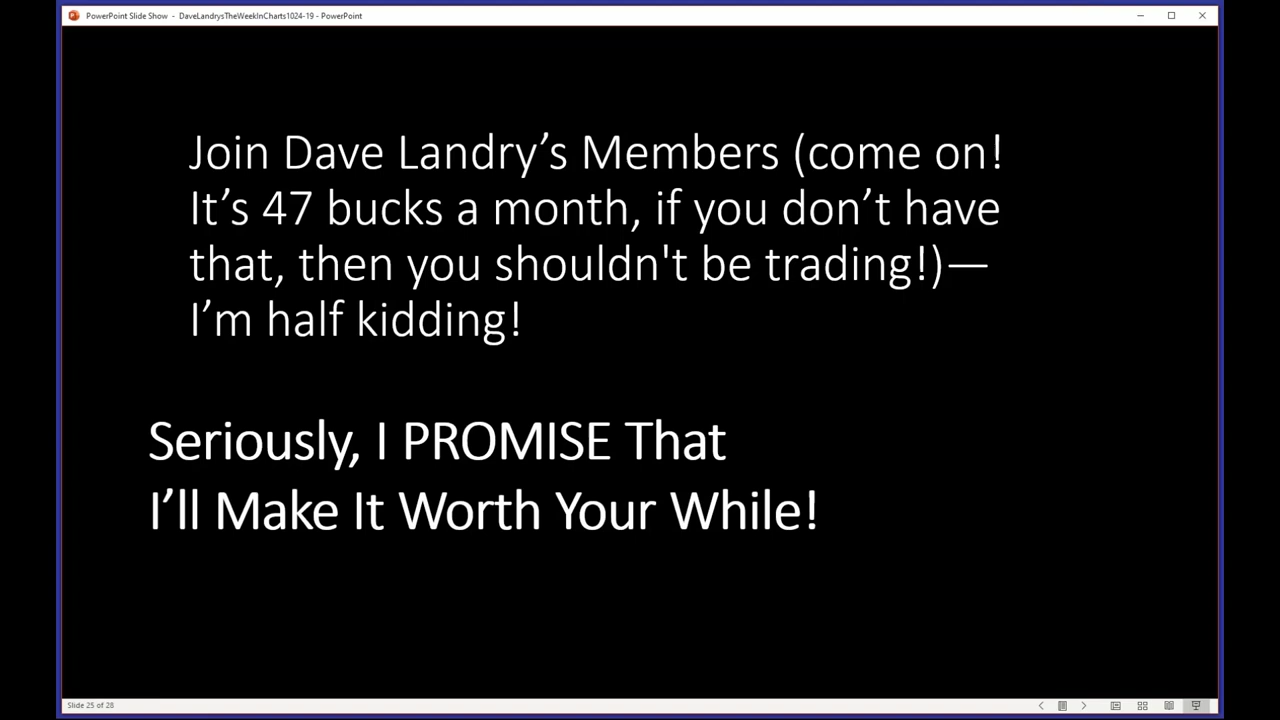 PowerPoint Slide Show - DaveLandrysTheWeekInCharts1024-19 - PowerPoint
Join Dave Landry’s Members (come on!
It’s 47 bucks a month, if you don’t have
that, then you shouldn't be trading!)—
I’m half kidding!
Seriously, I PROMISE That
I’ll Make It Worth Your While!
Slide 25 of 28